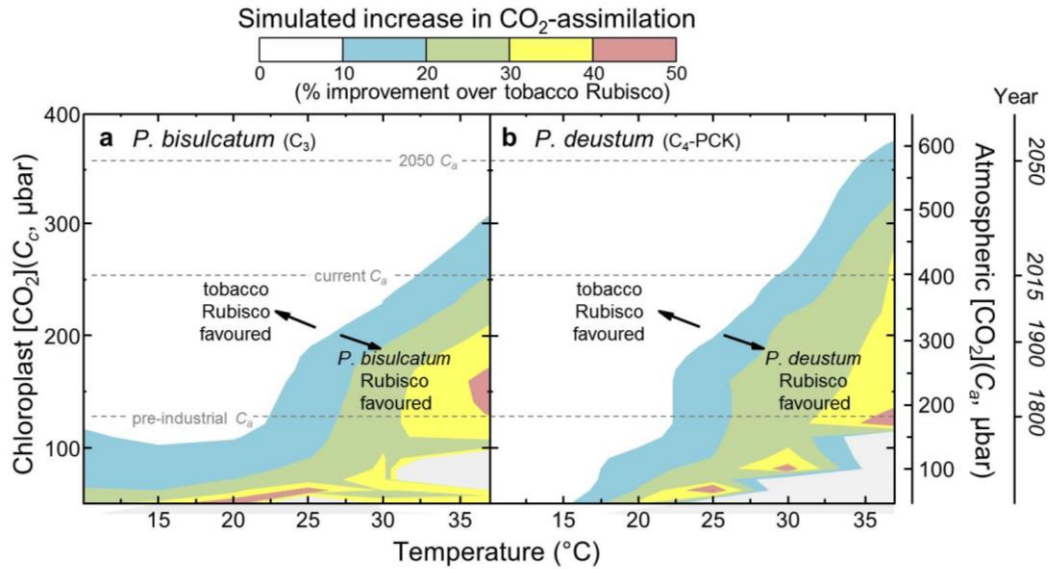 Simulated increase in CO₂-assimilation
0 10 20 30 40 50
(% improvement over tobacco Rubisco)
Year
a P. bisulcatum (C₃)
b P. deustum (C₄-PCK)
400
300
200
100
Chloroplast [CO₂](Cc, µbar)
2050 Ca
current Ca
pre-industrial Ca
tobacco
Rubisco
favoured
P. bisulcatum
Rubisco
favoured
tobacco
Rubisco
favoured
P. deustum
Rubisco
favoured
600
500
400
300
200
100
Atmospheric [CO₂](Ca, µbar)
2050
2015
1900
1800
15 20 25 30 35
15 20 25 30 35
Temperature (°C)